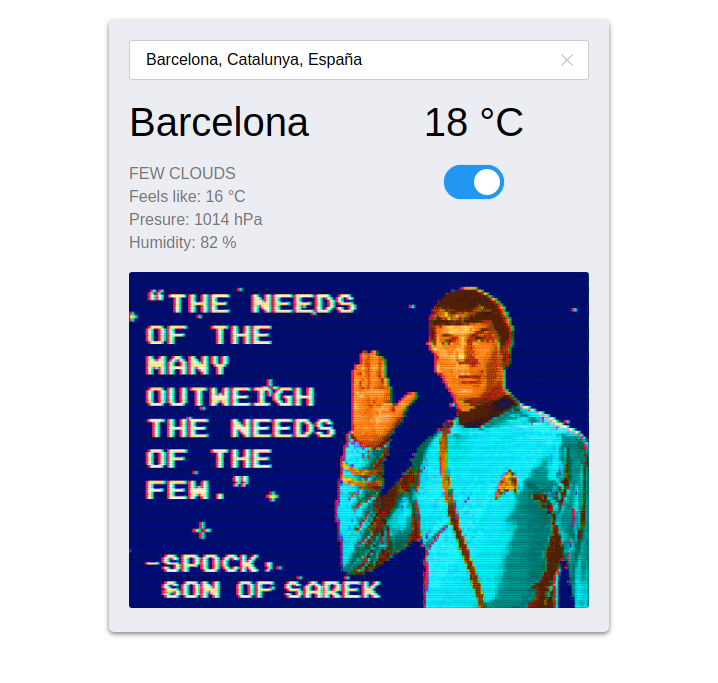 Barcelona, Catalunya, España
Barcelona
18 °C
FEW CLOUDS
Feels like: 16 °C
Presure: 1014 hPa
Humidity: 82 %
“THE NEEDS
OF THE
MANY
OUTWEIGH
THE NEEDS
OF THE
FEW.”
-SPOCK,
SON OF SAREK